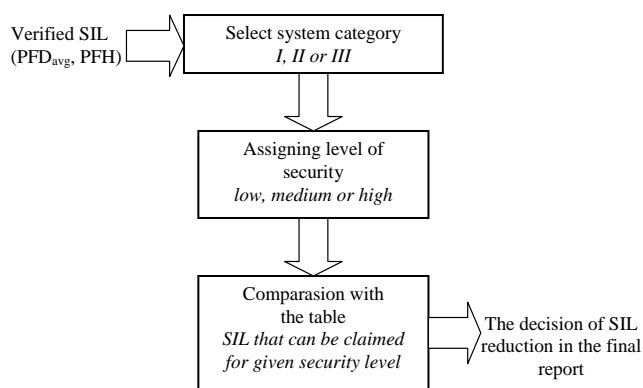 Verified SIL
(PFDavg, PFH)
Select system category
I, II or III
Assigning level of
security
low, medium or high
Comparasion with
the table
SIL that can be claimed
for given security level
The decision of SIL
reduction in the final
report